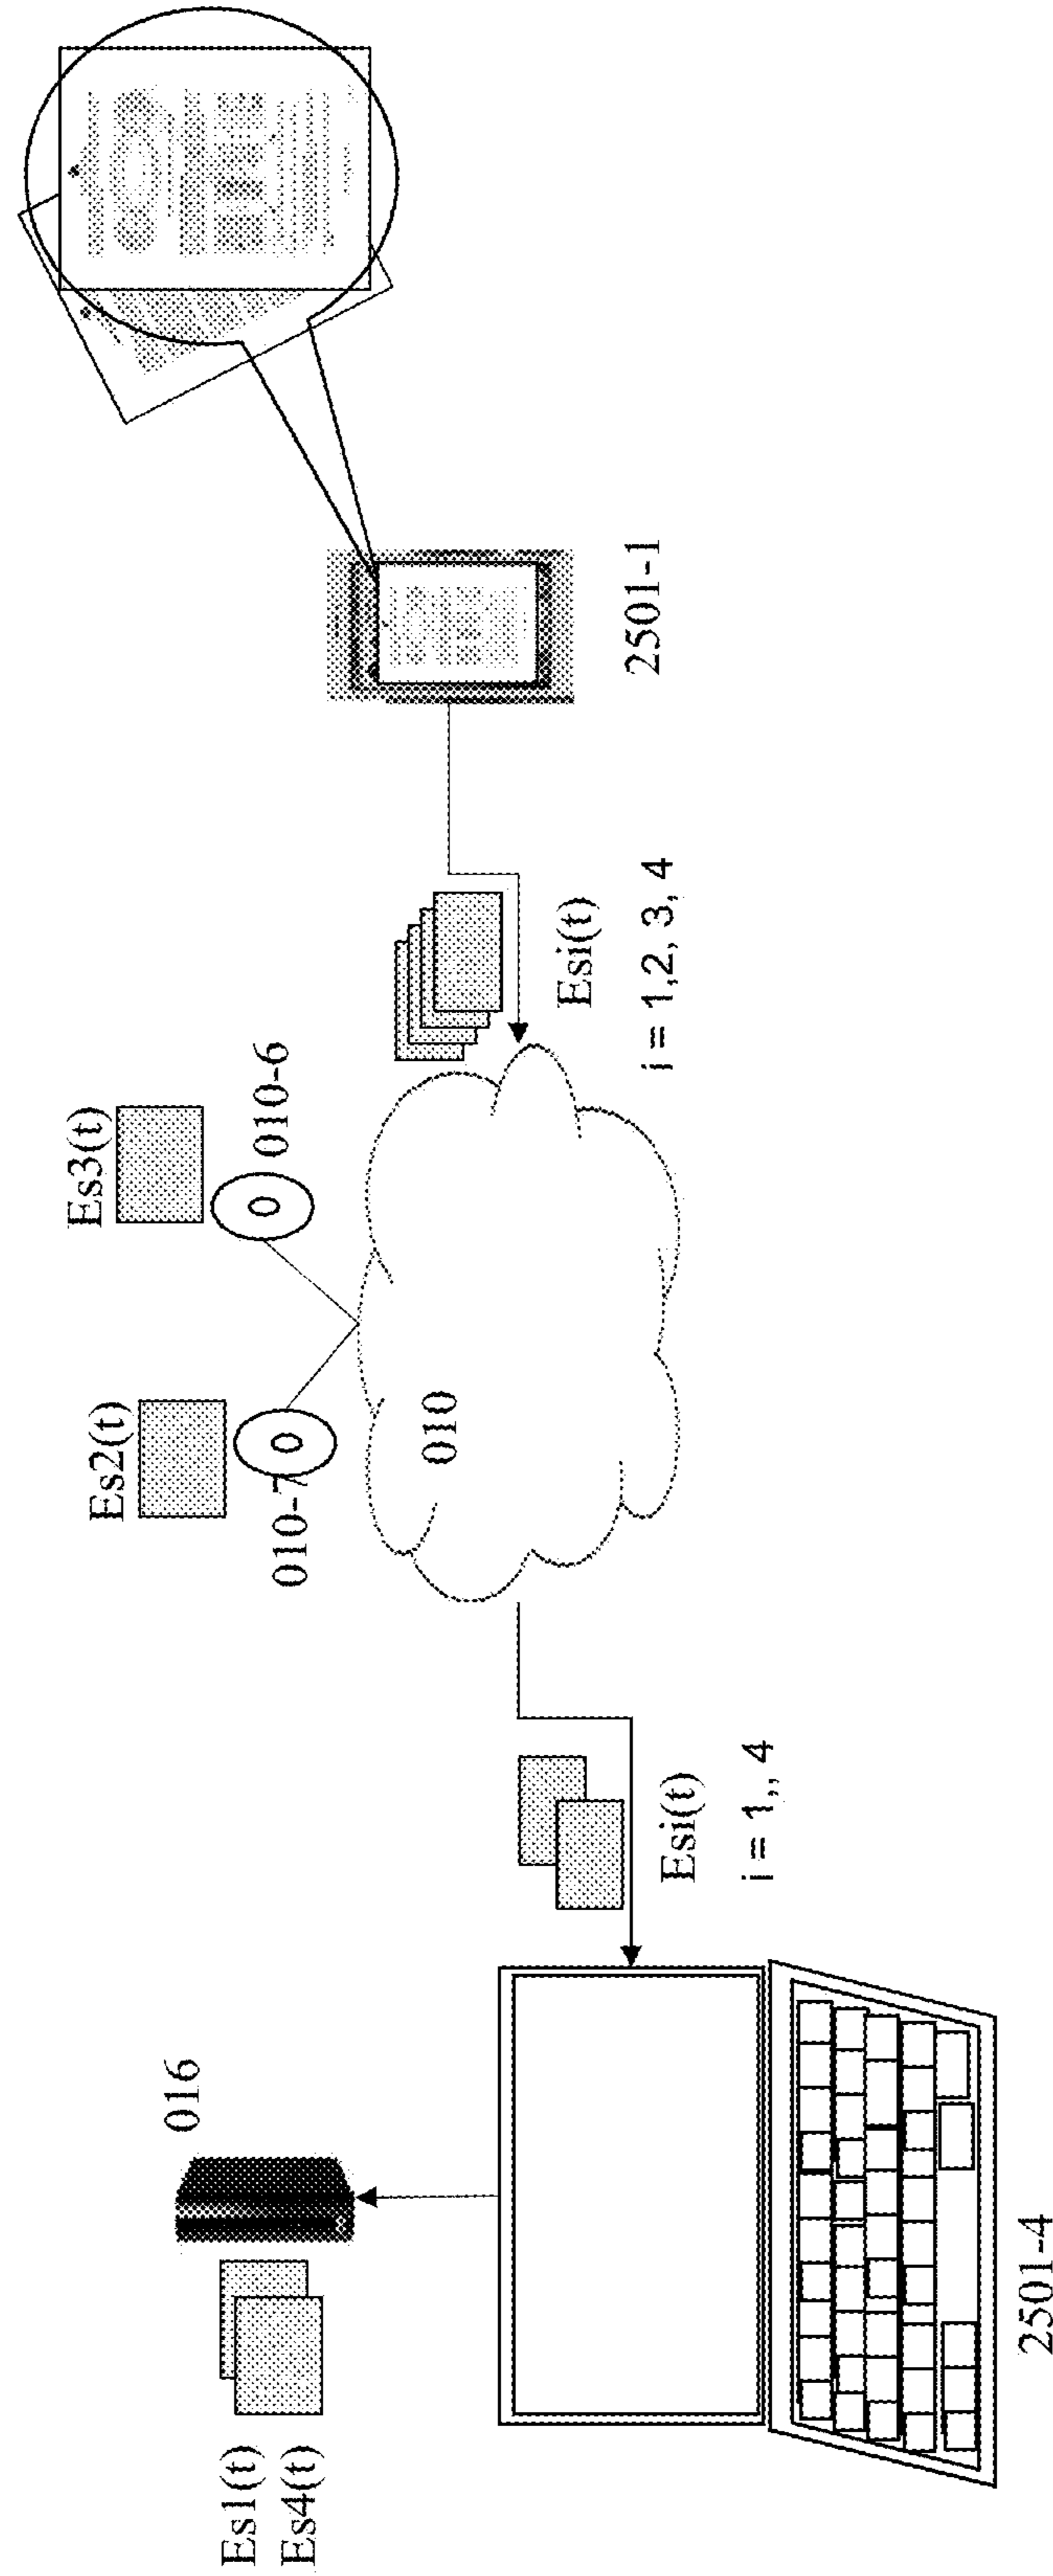 Es1(t)
Es4(t)
016
2501-4
Esi(t)
i = 1,, 4
Es2(t)
010-7
010
Es3(t)
010-6
Esi(t)
i = 1,2, 3, 4
2501-1